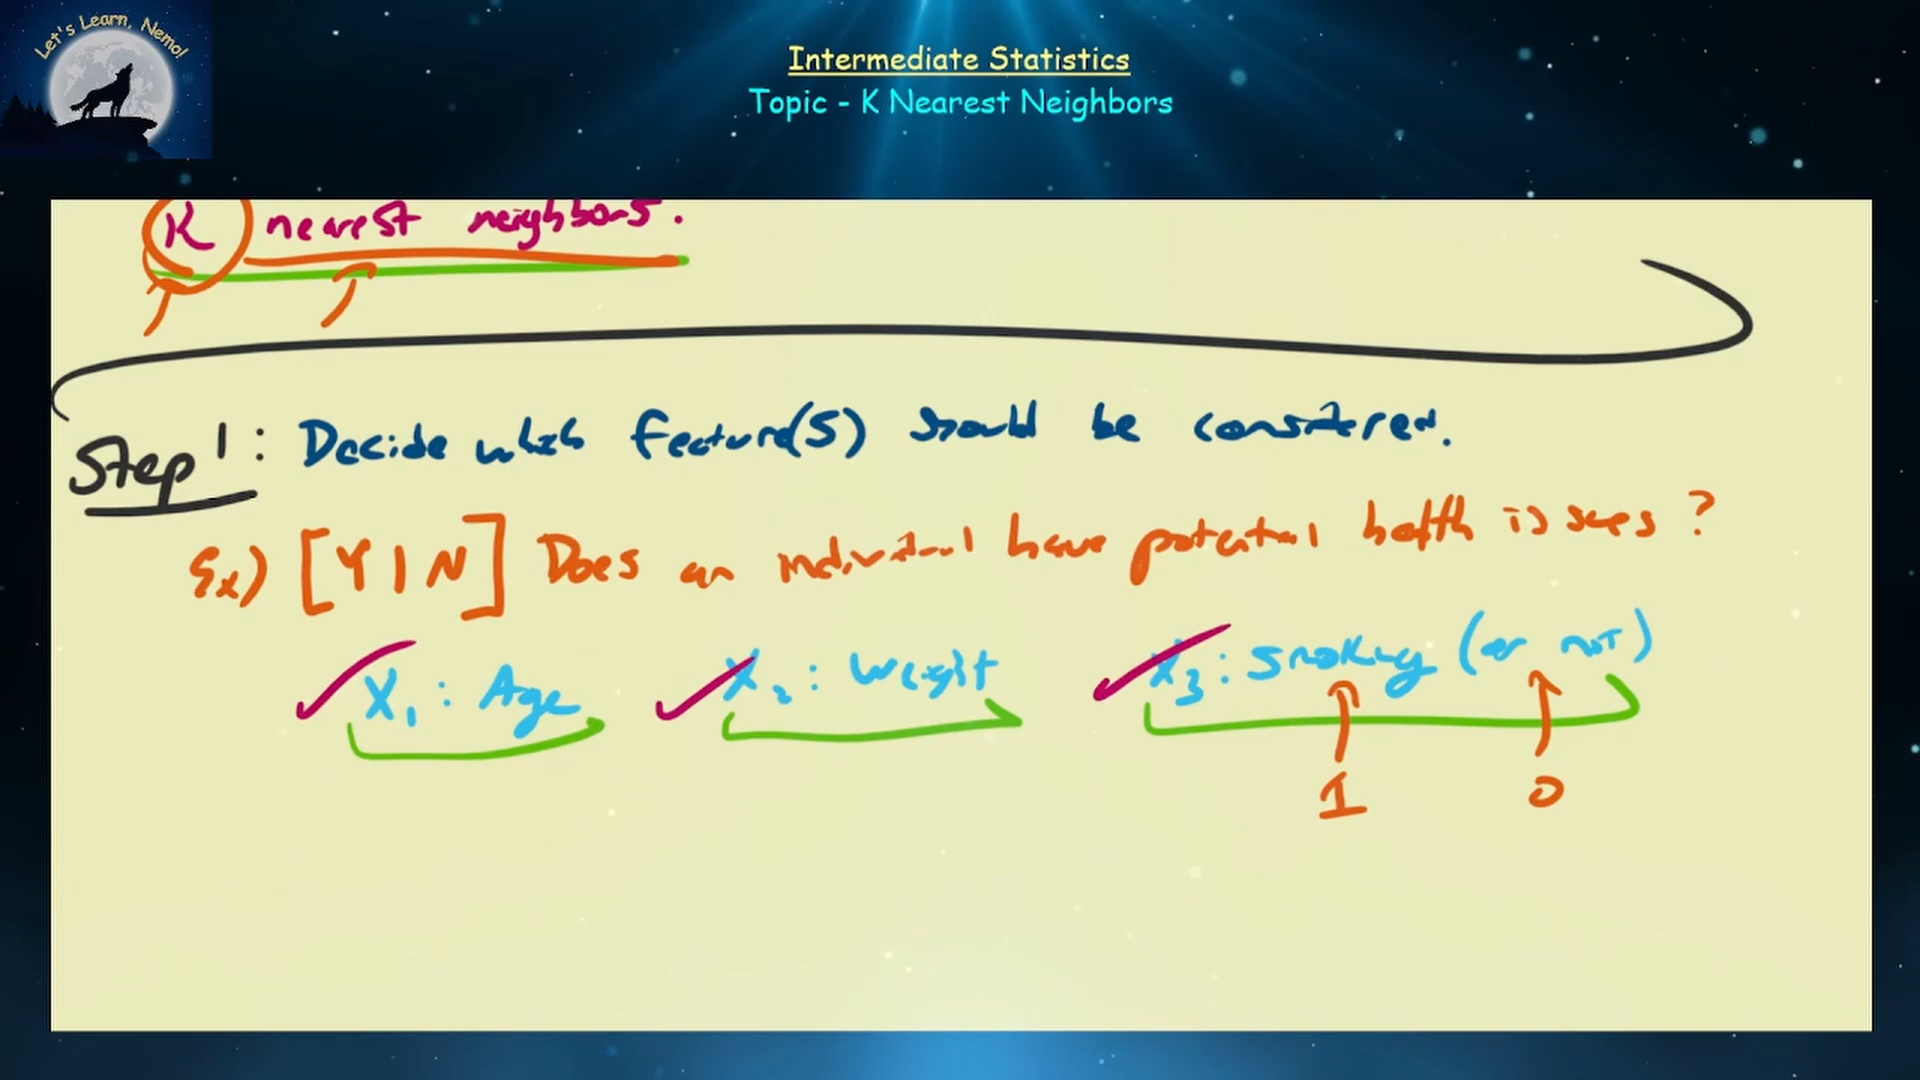 Let's Learn, Nemo!
Intermediate Statistics
Topic - K Nearest Neighbors
K nearest neighbors.
Step 1: Decide which feature(s) should be considered.
Ex) [Y | N] Does an individual have potential health issues?
X1: Age X2: Weight X3: Smoking (or not)
1 0